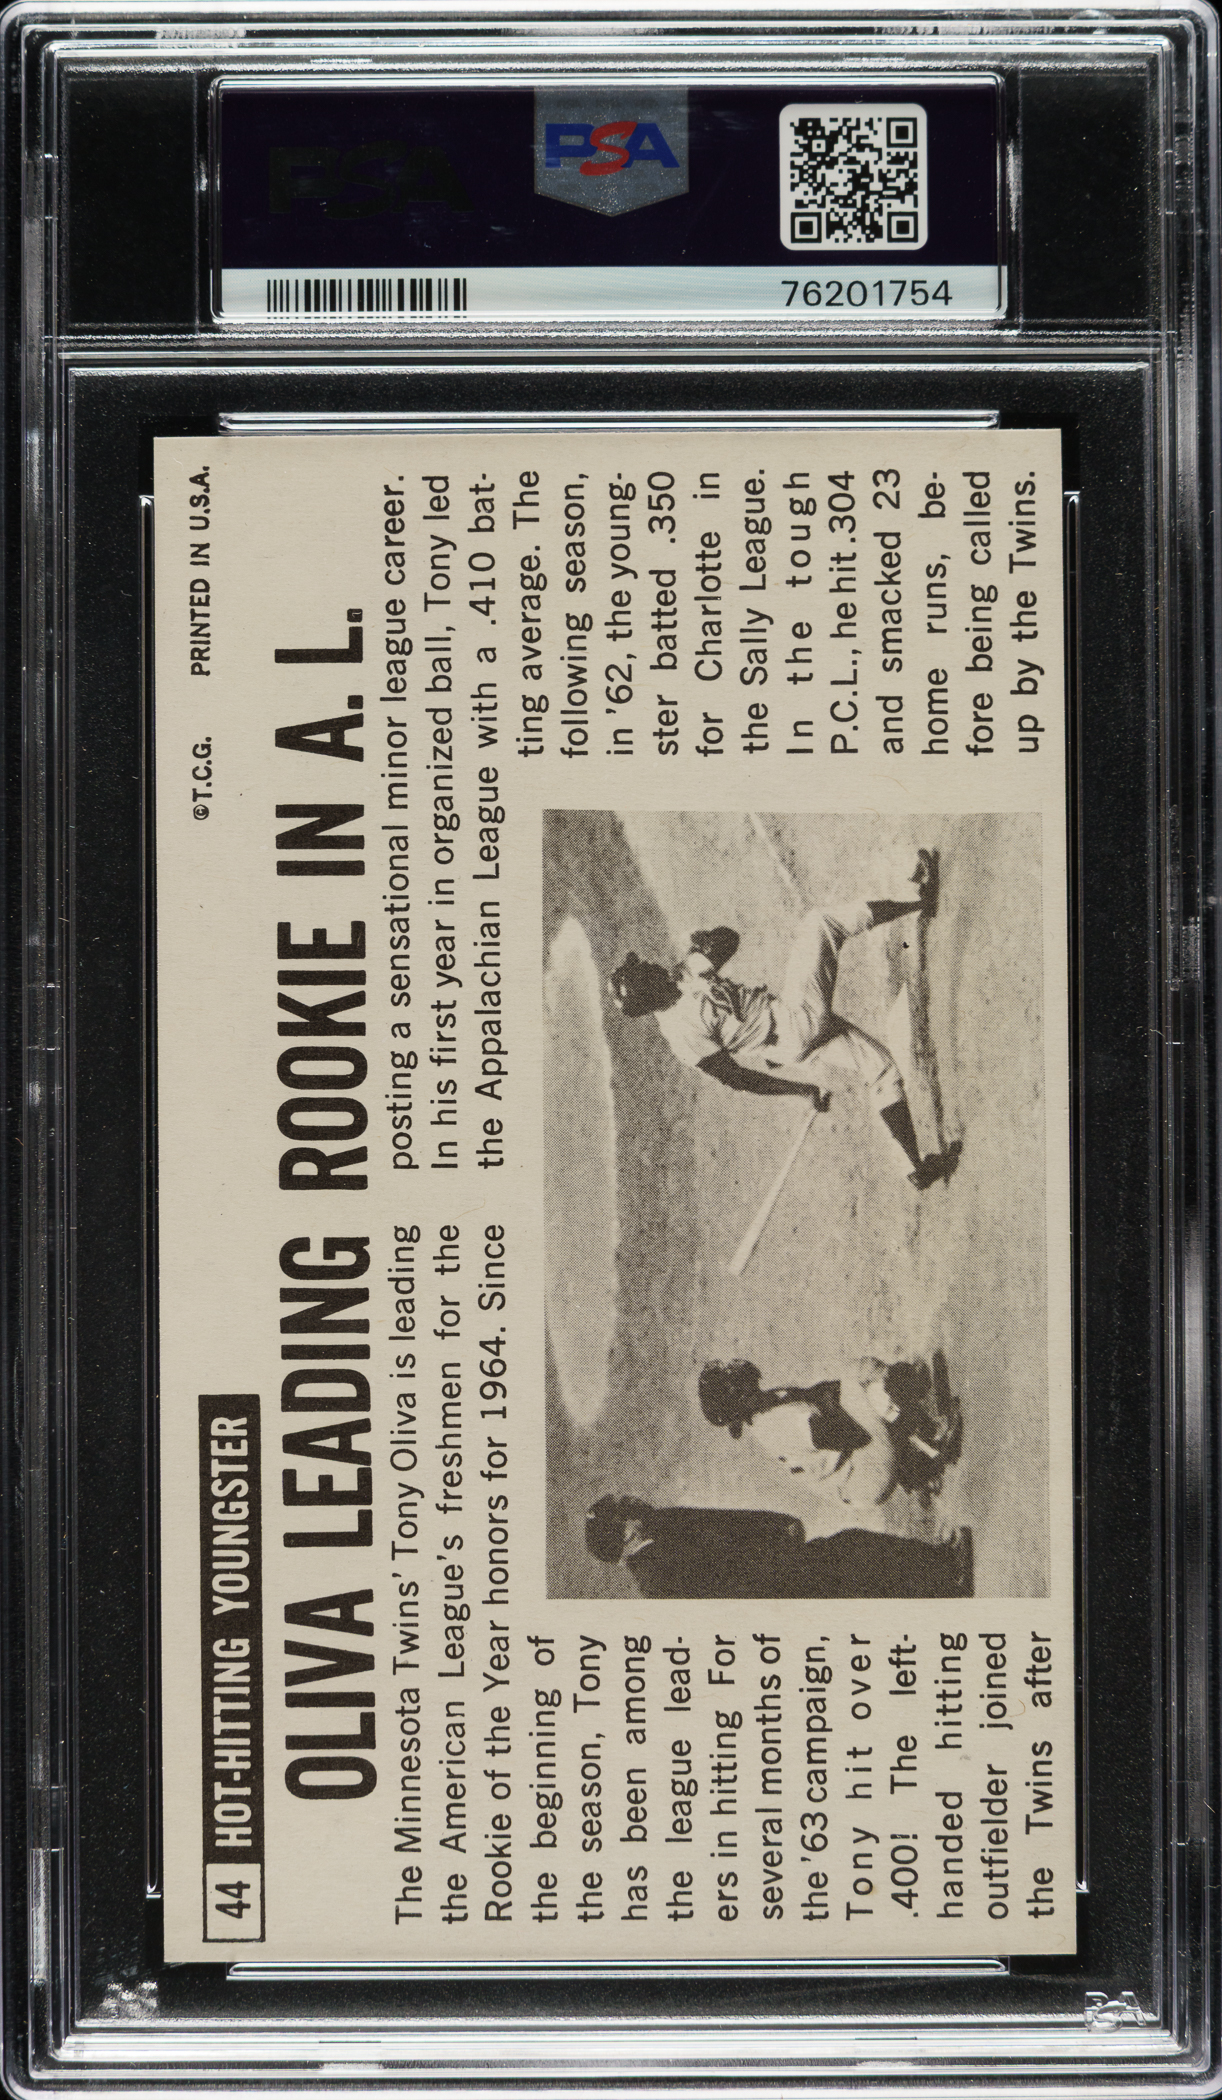 PSA
PSA
76201754
44 HOT-HITTING YOUNGSTER
©T.C.G. PRINTED IN U.S.A.
OLIVA LEADING ROOKIE IN A. L.
The Minnesota Twins' Tony Oliva is leading
the American League's freshmen for the
Rookie of the Year honors for 1964. Since
the beginning of
the season, Tony
has been among
the league lead-
ers in hitting For
several months of
the '63 campaign,
Tony hit over
.400! The left-
handed hitting
outfielder joined
the Twins after
posting a sensational minor league career.
In his first year in organized ball, Tony led
the Appalachian League with a .410 bat-
ting average. The
following season,
in '62, the young-
ster batted .350
for Charlotte in
the Sally League.
In the tough
P.C.L., he hit .304
and smacked 23
home runs, be-
fore being called
up by the Twins.
PSA